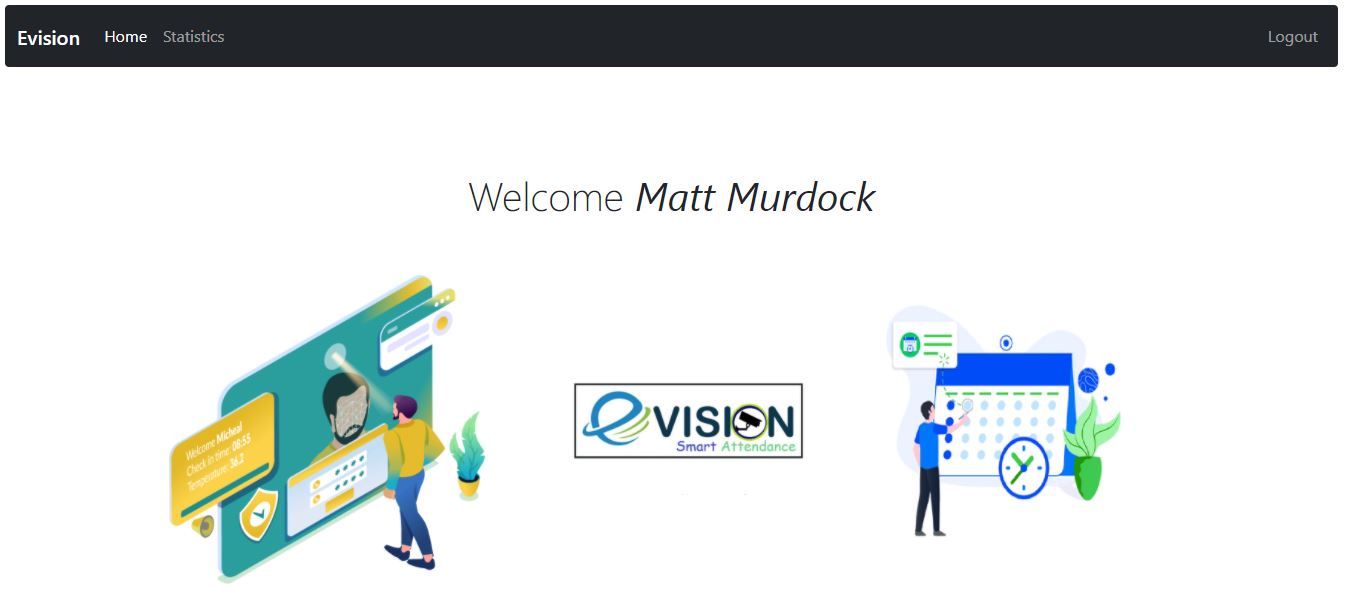 Evision Home Statistics Logout
Welcome Matt Murdock
Welcome Micheal
Check in time: 08:55
Temperature: 36.2
eVISION
Smart Attendance